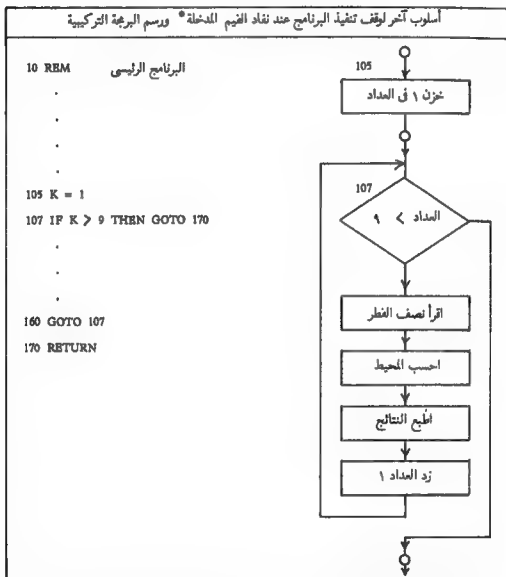 أسلوب آخر لوقف تنفيذ البرنامج عند نفاد القيم المدخلة * ورسم البرمجة التركيبية
10 REM البرنامج الرئيسى
.
.
.
.
105 K = 1
107 IF K > 9 THEN GOTO 170
.
.
.
160 GOTO 107
170 RETURN
105
خزن ١ فى العداد
107
العداد > ٩
اقرأ نصف القطر
احسب المحيط
اطبع النتائج
زد العداد ١